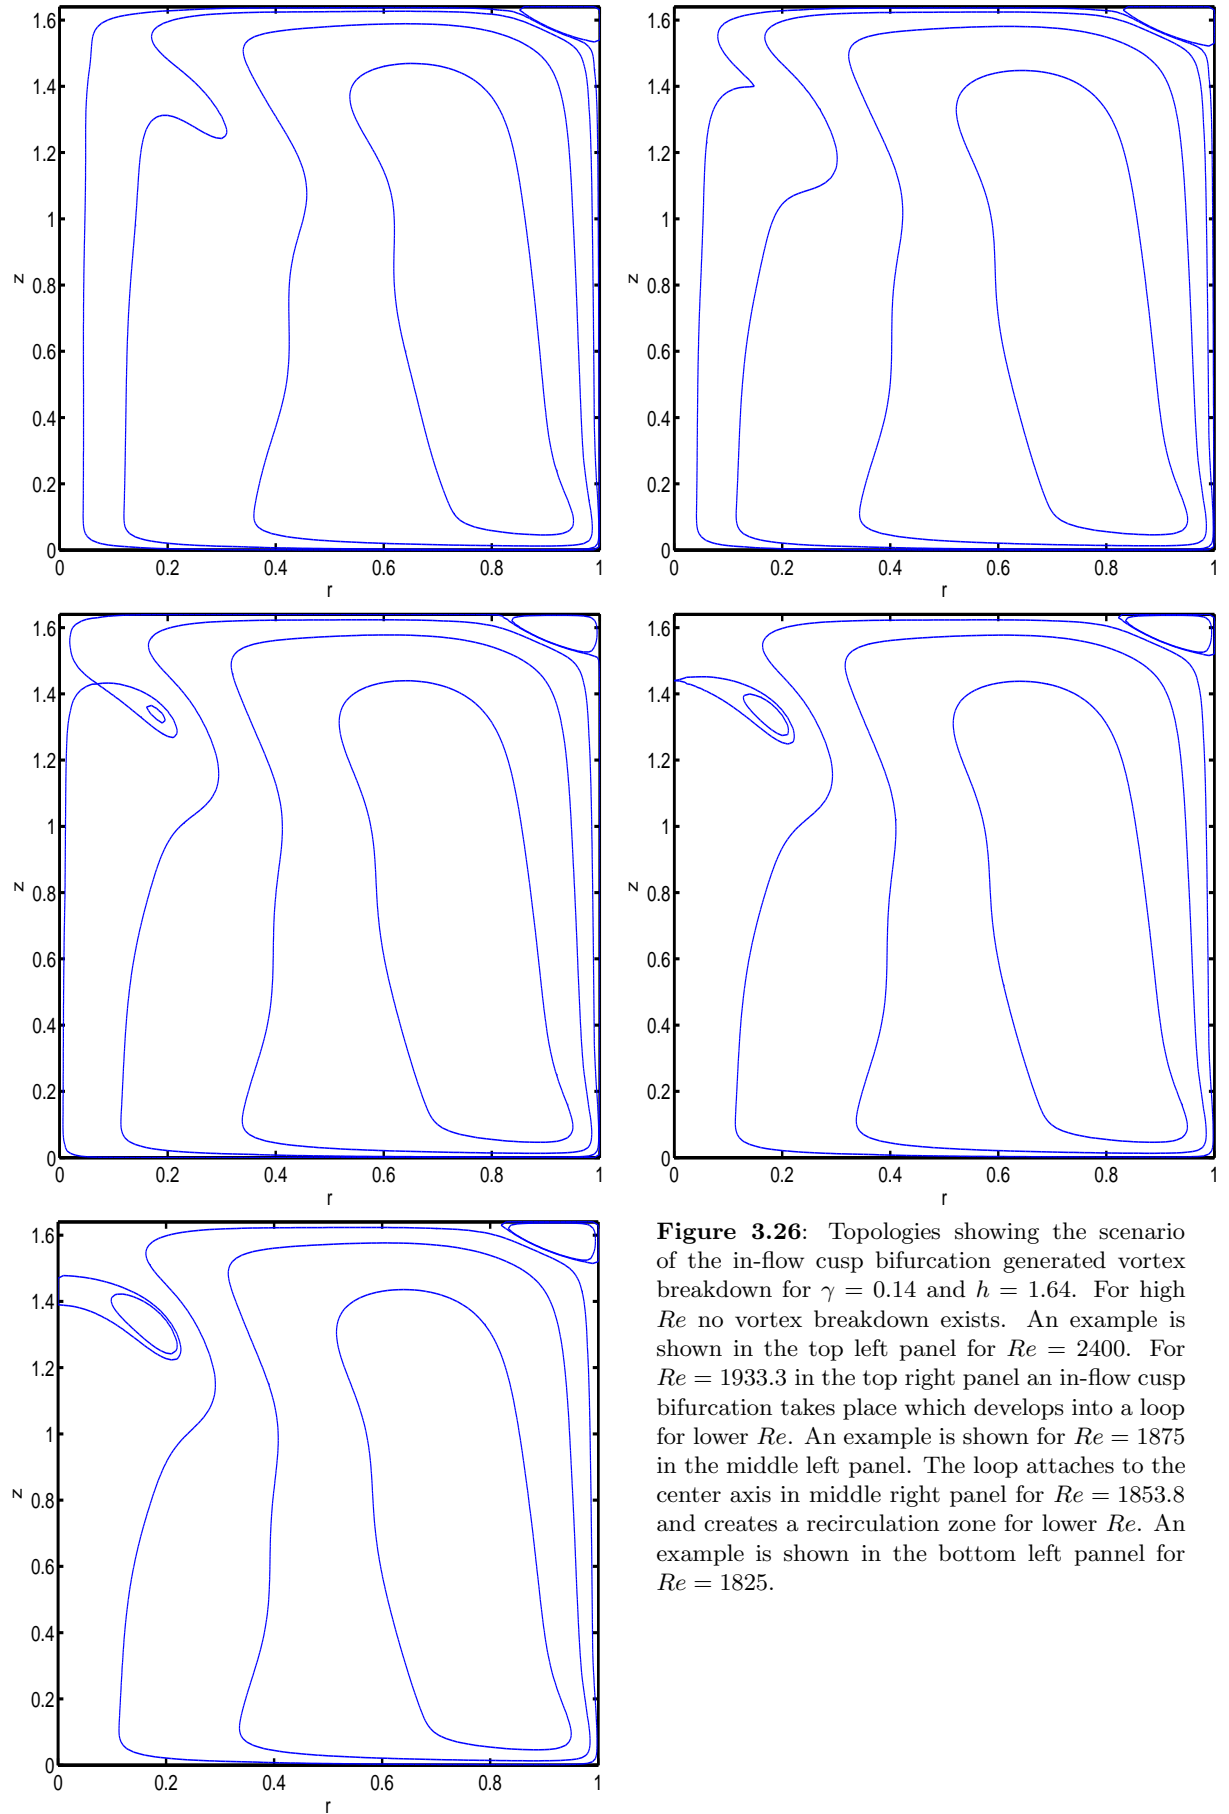 1.6
1.4
1.2
1
0.8
0.6
0.4
0.2
0
z
0 0.2 0.4 0.6 0.8 1
r
1.6
1.4
1.2
1
0.8
0.6
0.4
0.2
0
z
0 0.2 0.4 0.6 0.8 1
r
1.6
1.4
1.2
1
0.8
0.6
0.4
0.2
0
z
0 0.2 0.4 0.6 0.8 1
r
1.6
1.4
1.2
1
0.8
0.6
0.4
0.2
0
z
0 0.2 0.4 0.6 0.8 1
r
1.6
1.4
1.2
1
0.8
0.6
0.4
0.2
0
z
0 0.2 0.4 0.6 0.8 1
r
Figure 3.26: Topologies showing the scenario
of the in-flow cusp bifurcation generated vortex
breakdown for γ = 0.14 and h = 1.64. For high
Re no vortex breakdown exists. An example is
shown in the top left panel for Re = 2400. For
Re = 1933.3 in the top right panel an in-flow cusp
bifurcation takes place which develops into a loop
for lower Re. An example is shown for Re = 1875
in the middle left panel. The loop attaches to the
center axis in middle right panel for Re = 1853.8
and creates a recirculation zone for lower Re. An
example is shown in the bottom left pannel for
Re = 1825.